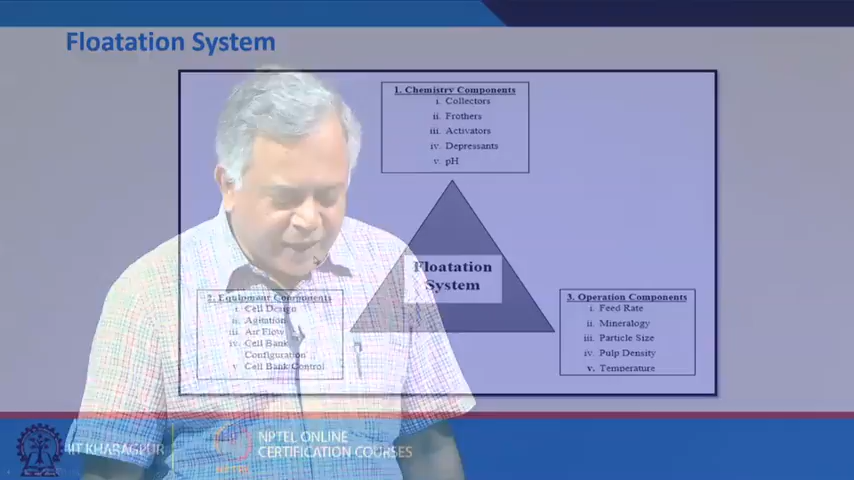 Floatation System
1. Chemistry Components
i. Collectors
ii. Frothers
iii. Activators
iv. Depressants
v. pH
Floatation
System
2. Equipment Components
i. Cell Design
ii. Agitation
iii. Air Flow
iv. Cell Bank
Configuration
v. Cell Bank Control
3. Operation Components
i. Feed Rate
ii. Mineralogy
iii. Particle Size
iv. Pulp Density
v. Temperature
IIT KHARAGPUR
NPTEL ONLINE
CERTIFICATION COURSES